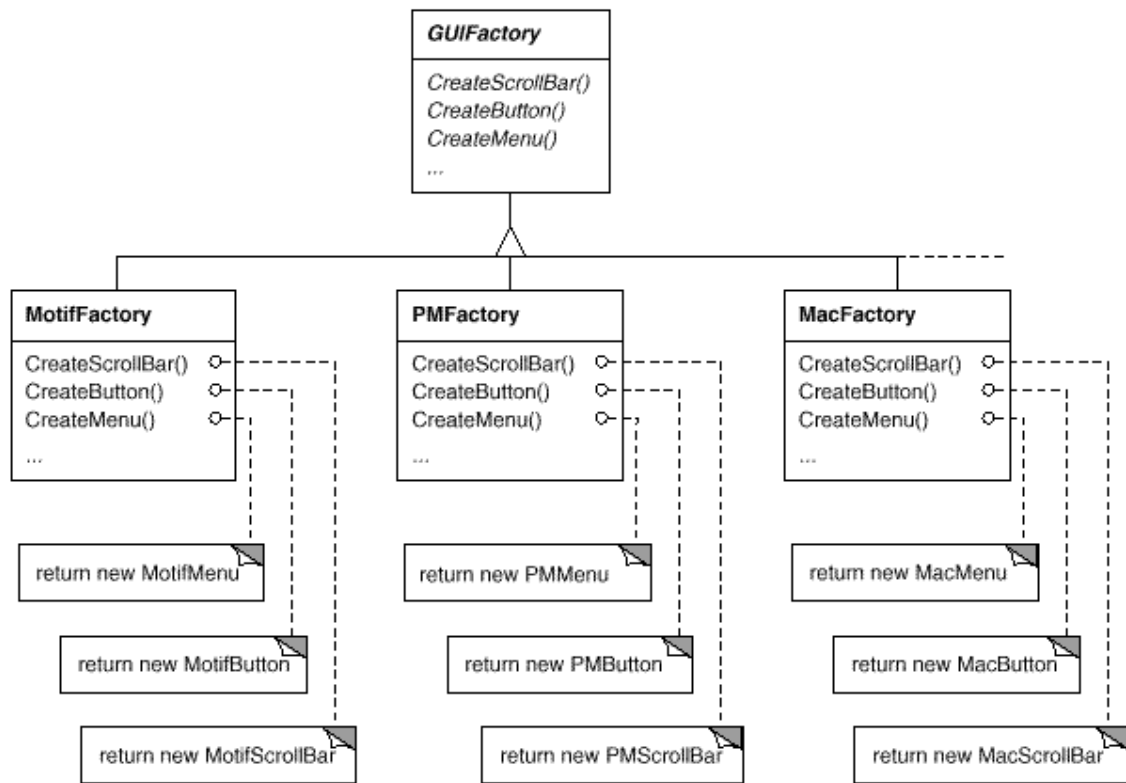 GUIFactory
CreateScrollBar()
CreateButton()
CreateMenu()
...
MotifFactory
CreateScrollBar()
CreateButton()
CreateMenu()
...
PMFactory
CreateScrollBar()
CreateButton()
CreateMenu()
...
MacFactory
CreateScrollBar()
CreateButton()
CreateMenu()
...
return new MotifMenu
return new PMMenu
return new MacMenu
return new MotifButton
return new PMButton
return new MacButton
return new MotifScrollBar
return new PMScrollBar
return new MacScrollBar